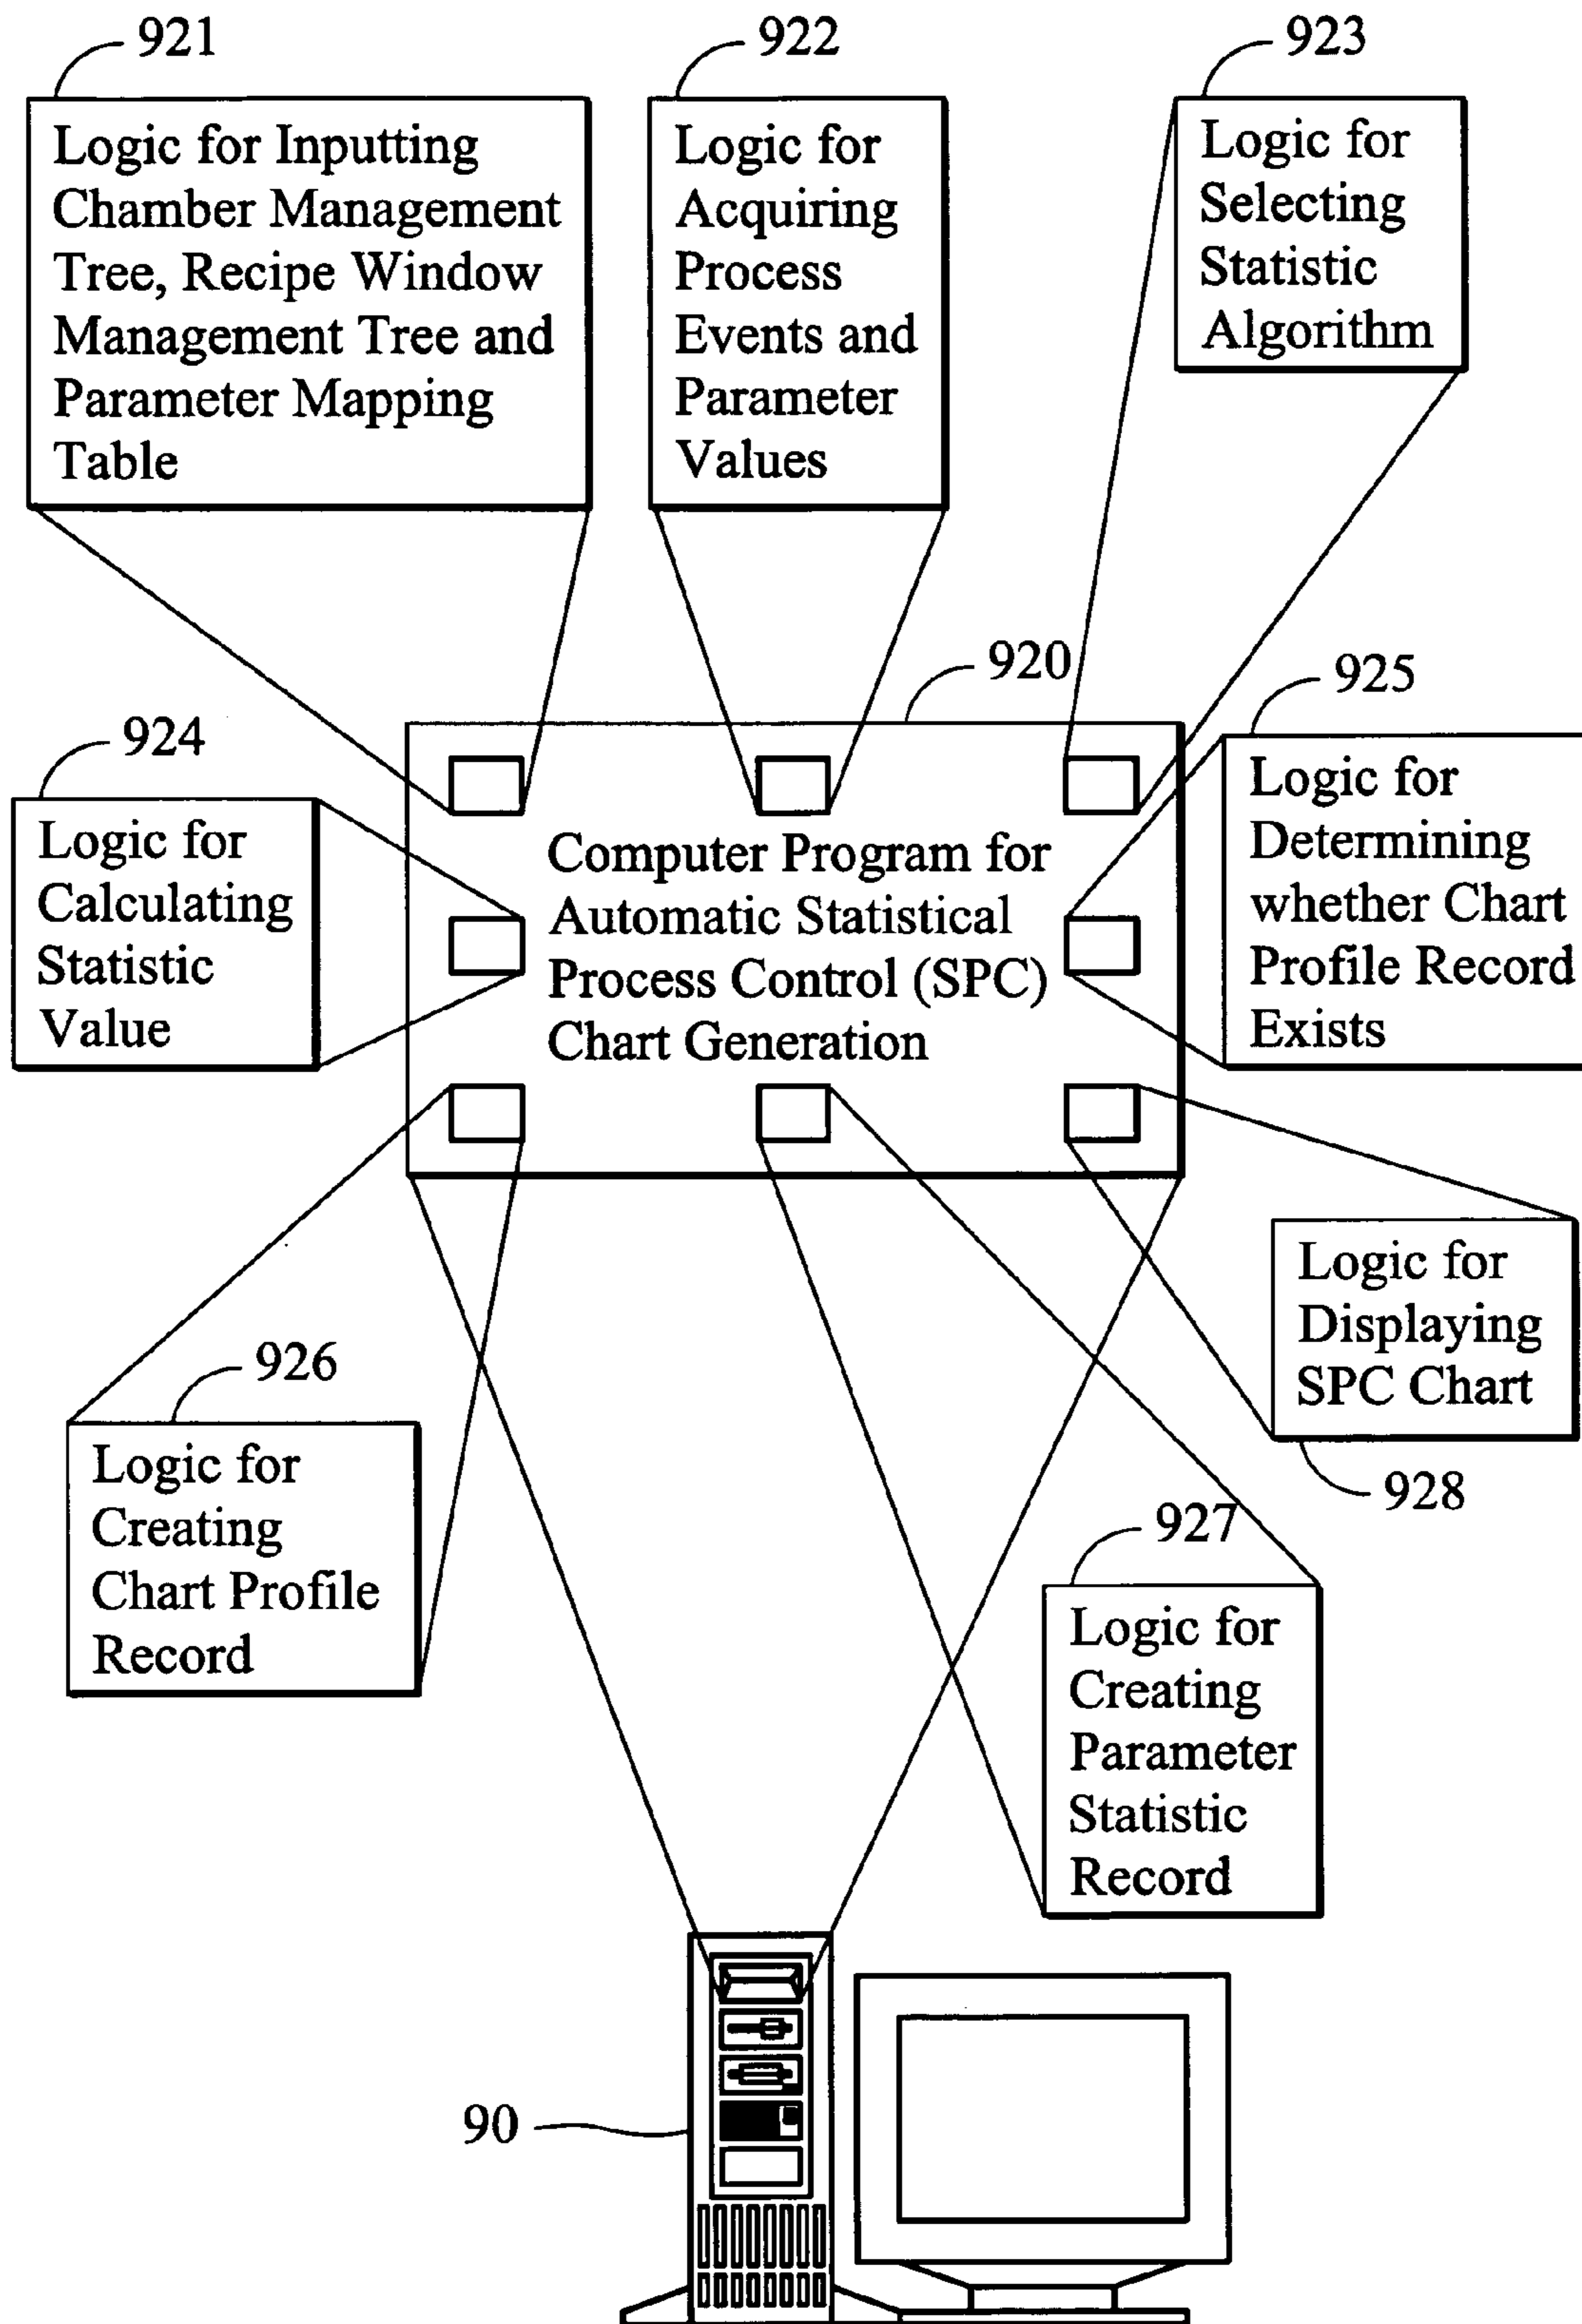 921
Logic for Inputting
Chamber Management
Tree, Recipe Window
Management Tree and
Parameter Mapping
Table
922
Logic for
Acquiring
Process
Events and
Parameter
Values
923
Logic for
Selecting
Statistic
Algorithm
920
Computer Program for
Automatic Statistical
Process Control (SPC)
Chart Generation
924
Logic for
Calculating
Statistic
Value
925
Logic for
Determining
whether Chart
Profile Record
Exists
926
Logic for
Creating
Chart Profile
Record
927
Logic for
Creating
Parameter
Statistic
Record
Logic for
Displaying
SPC Chart
928
90